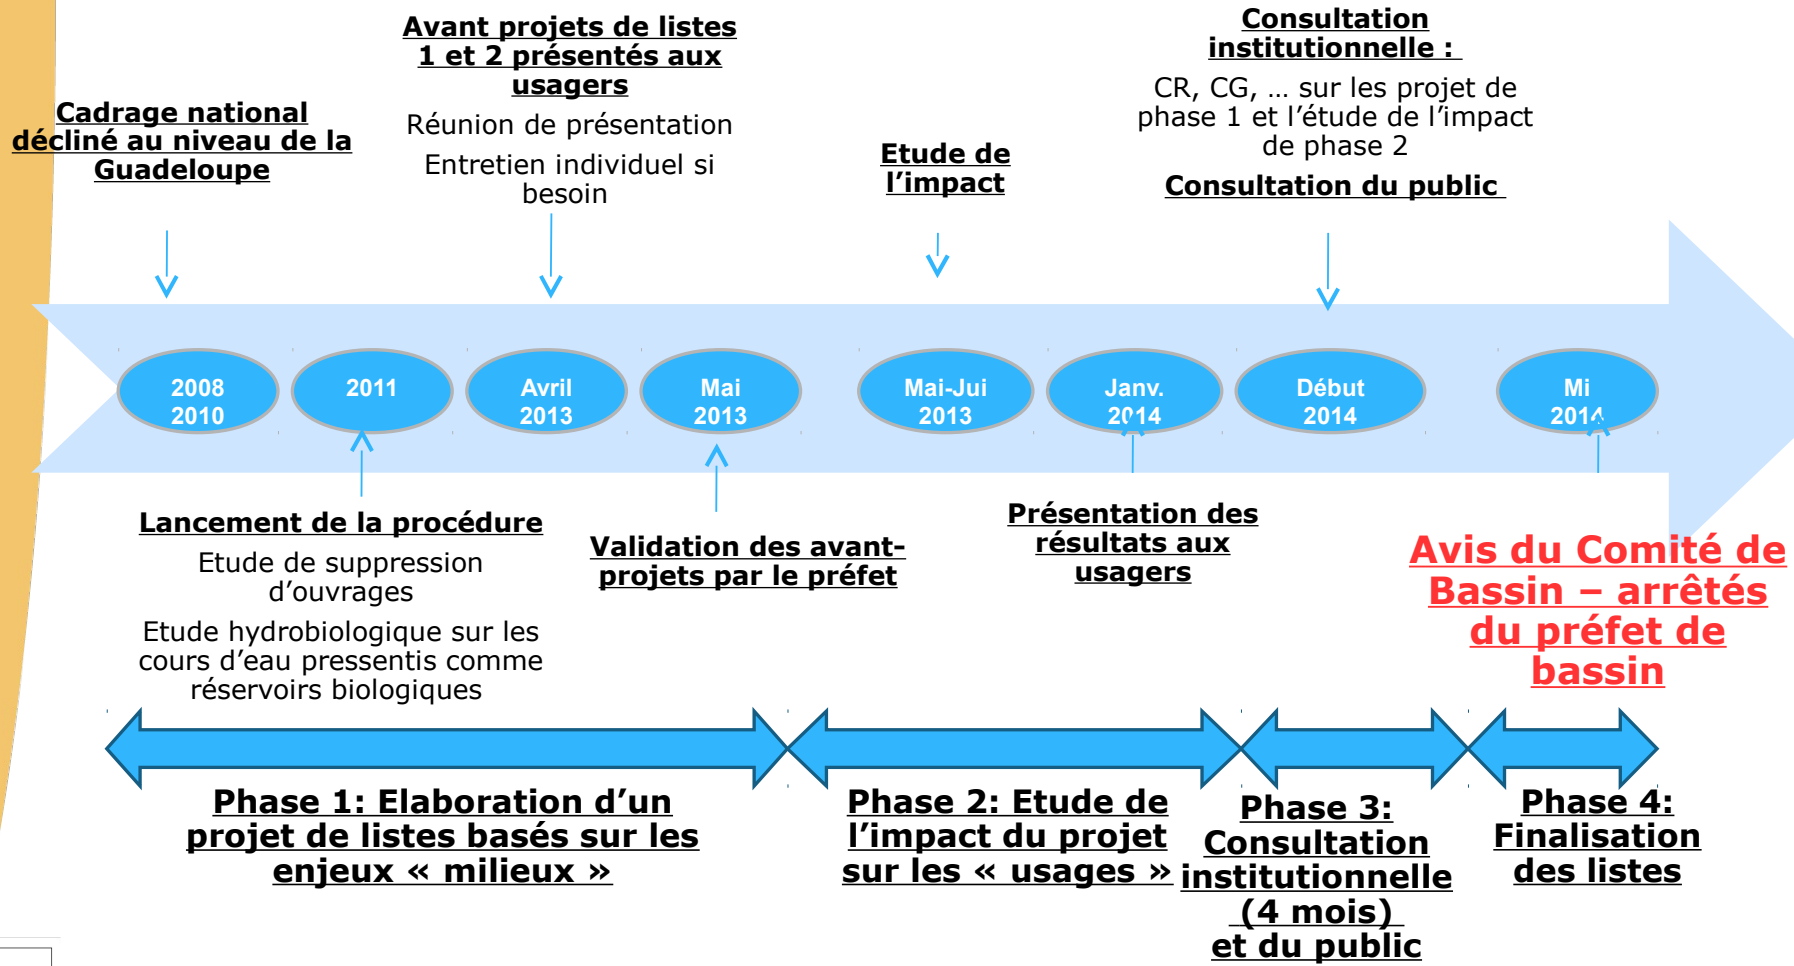 Cadrage national
décliné au niveau de la
Guadeloupe
Avant projets de listes
1 et 2 présentés aux
usagers
Réunion de présentation
Entretien individuel si
besoin
Etude de
l’impact
Consultation
institutionnelle :
CR, CG, … sur les projet de
phase 1 et l’étude de l’impact
de phase 2
Consultation du public
2008
2010
2011
Avril
2013
Mai
2013
Mai-Jui
2013
Janv.
2014
Début
2014
Mi
2014
Lancement de la procédure
Etude de suppression
d’ouvrages
Etude hydrobiologique sur les
cours d’eau pressentis comme
réservoirs biologiques
Validation des avant-
projets par le préfet
Présentation des
résultats aux
usagers
Avis du Comité de
Bassin – arrêtés
du préfet de
bassin
Phase 1: Elaboration d’un
projet de listes basés sur les
enjeux « milieux »
Phase 2: Etude de
l’impact du projet
sur les « usages »
Phase 3:
Consultation
institutionnelle
(4 mois)
et du public
Phase 4:
Finalisation
des listes